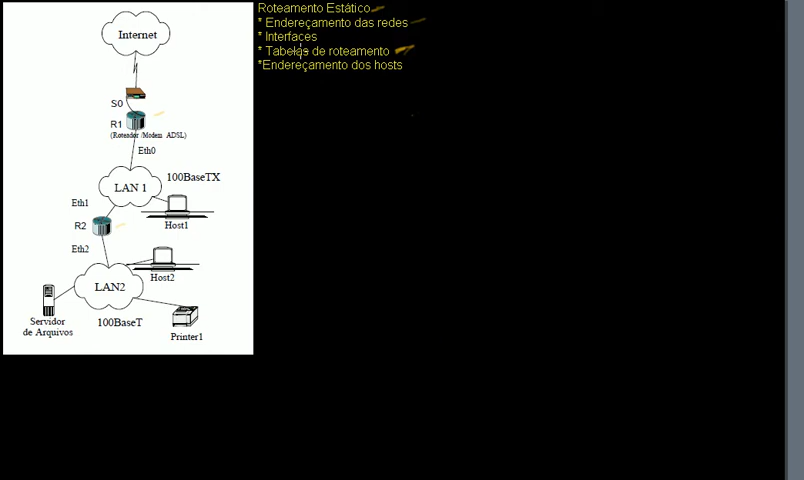 Roteamento Estático
* Endereçamento das redes
* Interfaces
* Tabelas de roteamento
*Endereçamento dos hosts
Internet
S0
R1
(Roteador /Modem ADSL)
Eth0
100BaseTX
LAN 1
Eth1
R2
Host1
Eth2
Host2
LAN2
Servidor
de Arquivos
100BaseT
Printer1